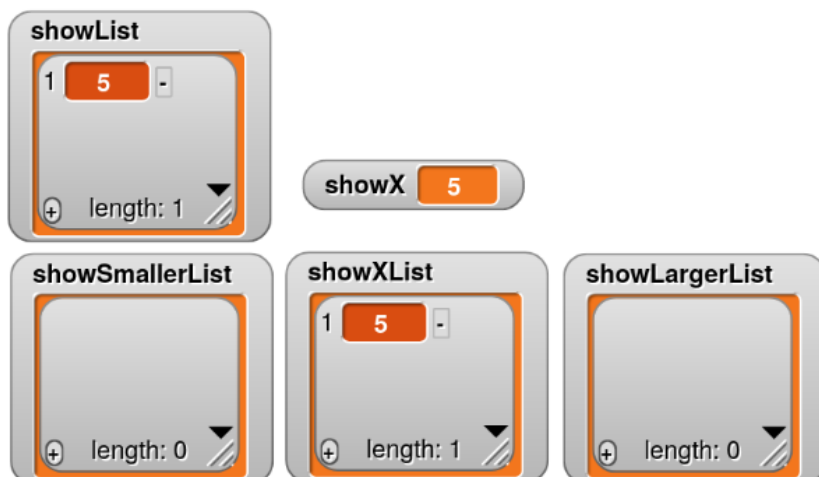 showList
1 5 -
+ length: 1
showX 5
showSmallerList
+ length: 0
showXList
1 5 -
+ length: 1
showLargerList
+ length: 0